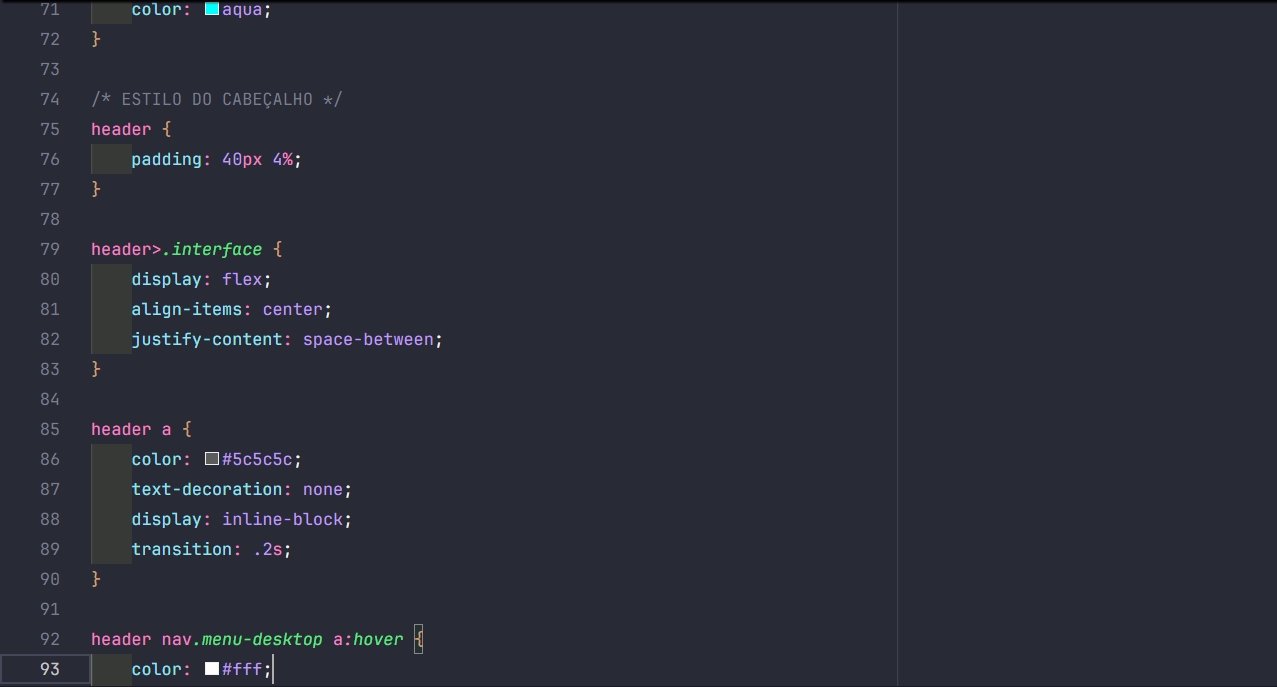 71 color: aqua;
72 }
73
74 /* ESTILO DO CABEÇALHO */
75 header {
76 padding: 40px 4%;
77 }
78
79 header>.interface {
80 display: flex;
81 align-items: center;
82 justify-content: space-between;
83 }
84
85 header a {
86 color: #5c5c5c;
87 text-decoration: none;
88 display: inline-block;
89 transition: .2s;
90 }
91
92 header nav.menu-desktop a:hover {
93 color: #fff;